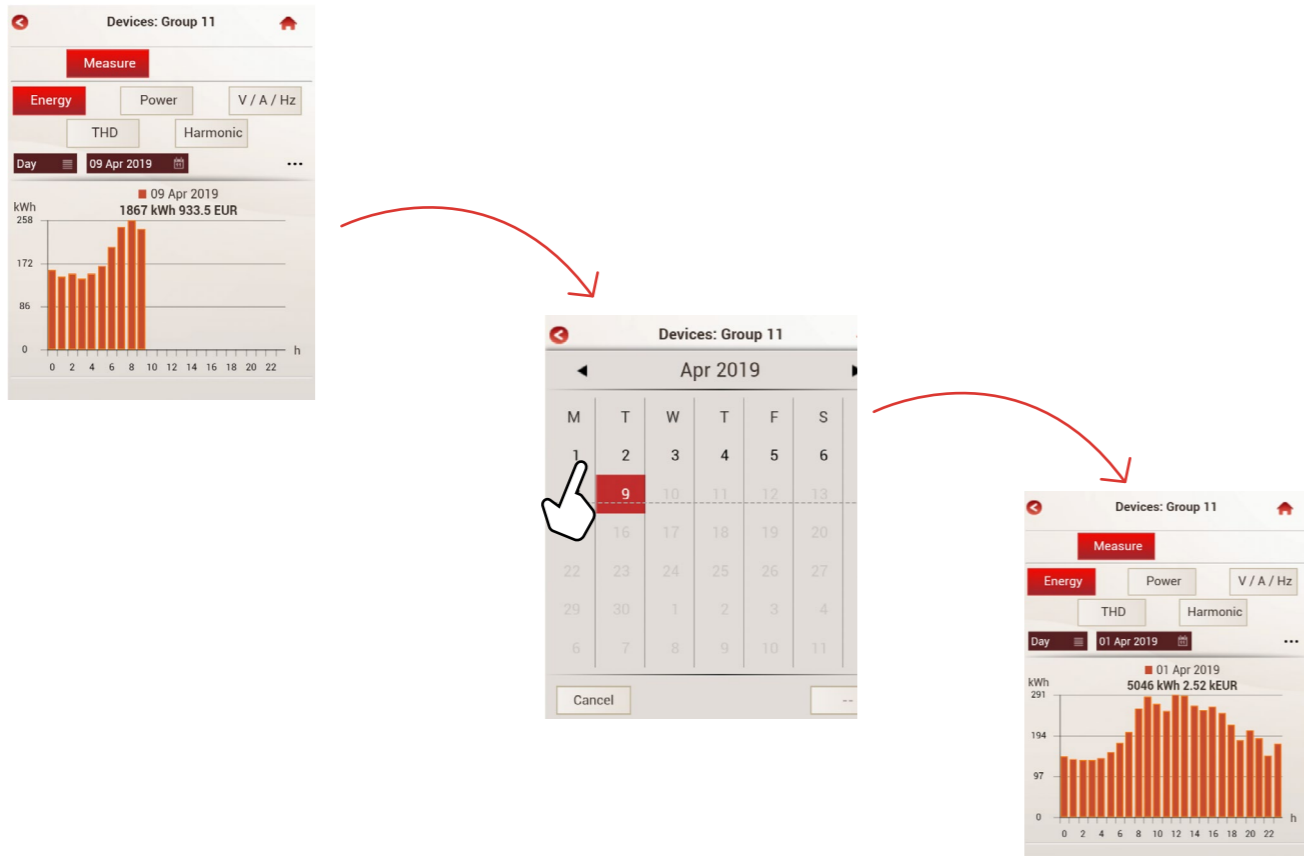 Devices: Group 11
Measure
Energy Power V / A / Hz
THD Harmonic
Day 09 Apr 2019 ...
09 Apr 2019
kWh 1867 kWh 933.5 EUR
258
172
86
0 h
0 2 4 6 8 10 12 14 16 18 20 22
Devices: Group 11
Apr 2019
M T W T F S
1 2 3 4 5 6
9 10 11 12 13
16 17 18 19 20
22 23 24 25 26 27
29 30 1 2 3 4
6 7 8 9 10 11
Cancel --
Devices: Group 11
Measure
Energy Power V / A / Hz
THD Harmonic
Day 01 Apr 2019 ...
01 Apr 2019
kWh 5046 kWh 2.52 kEUR
291
194
97
0 h
0 2 4 6 8 10 12 14 16 18 20 22